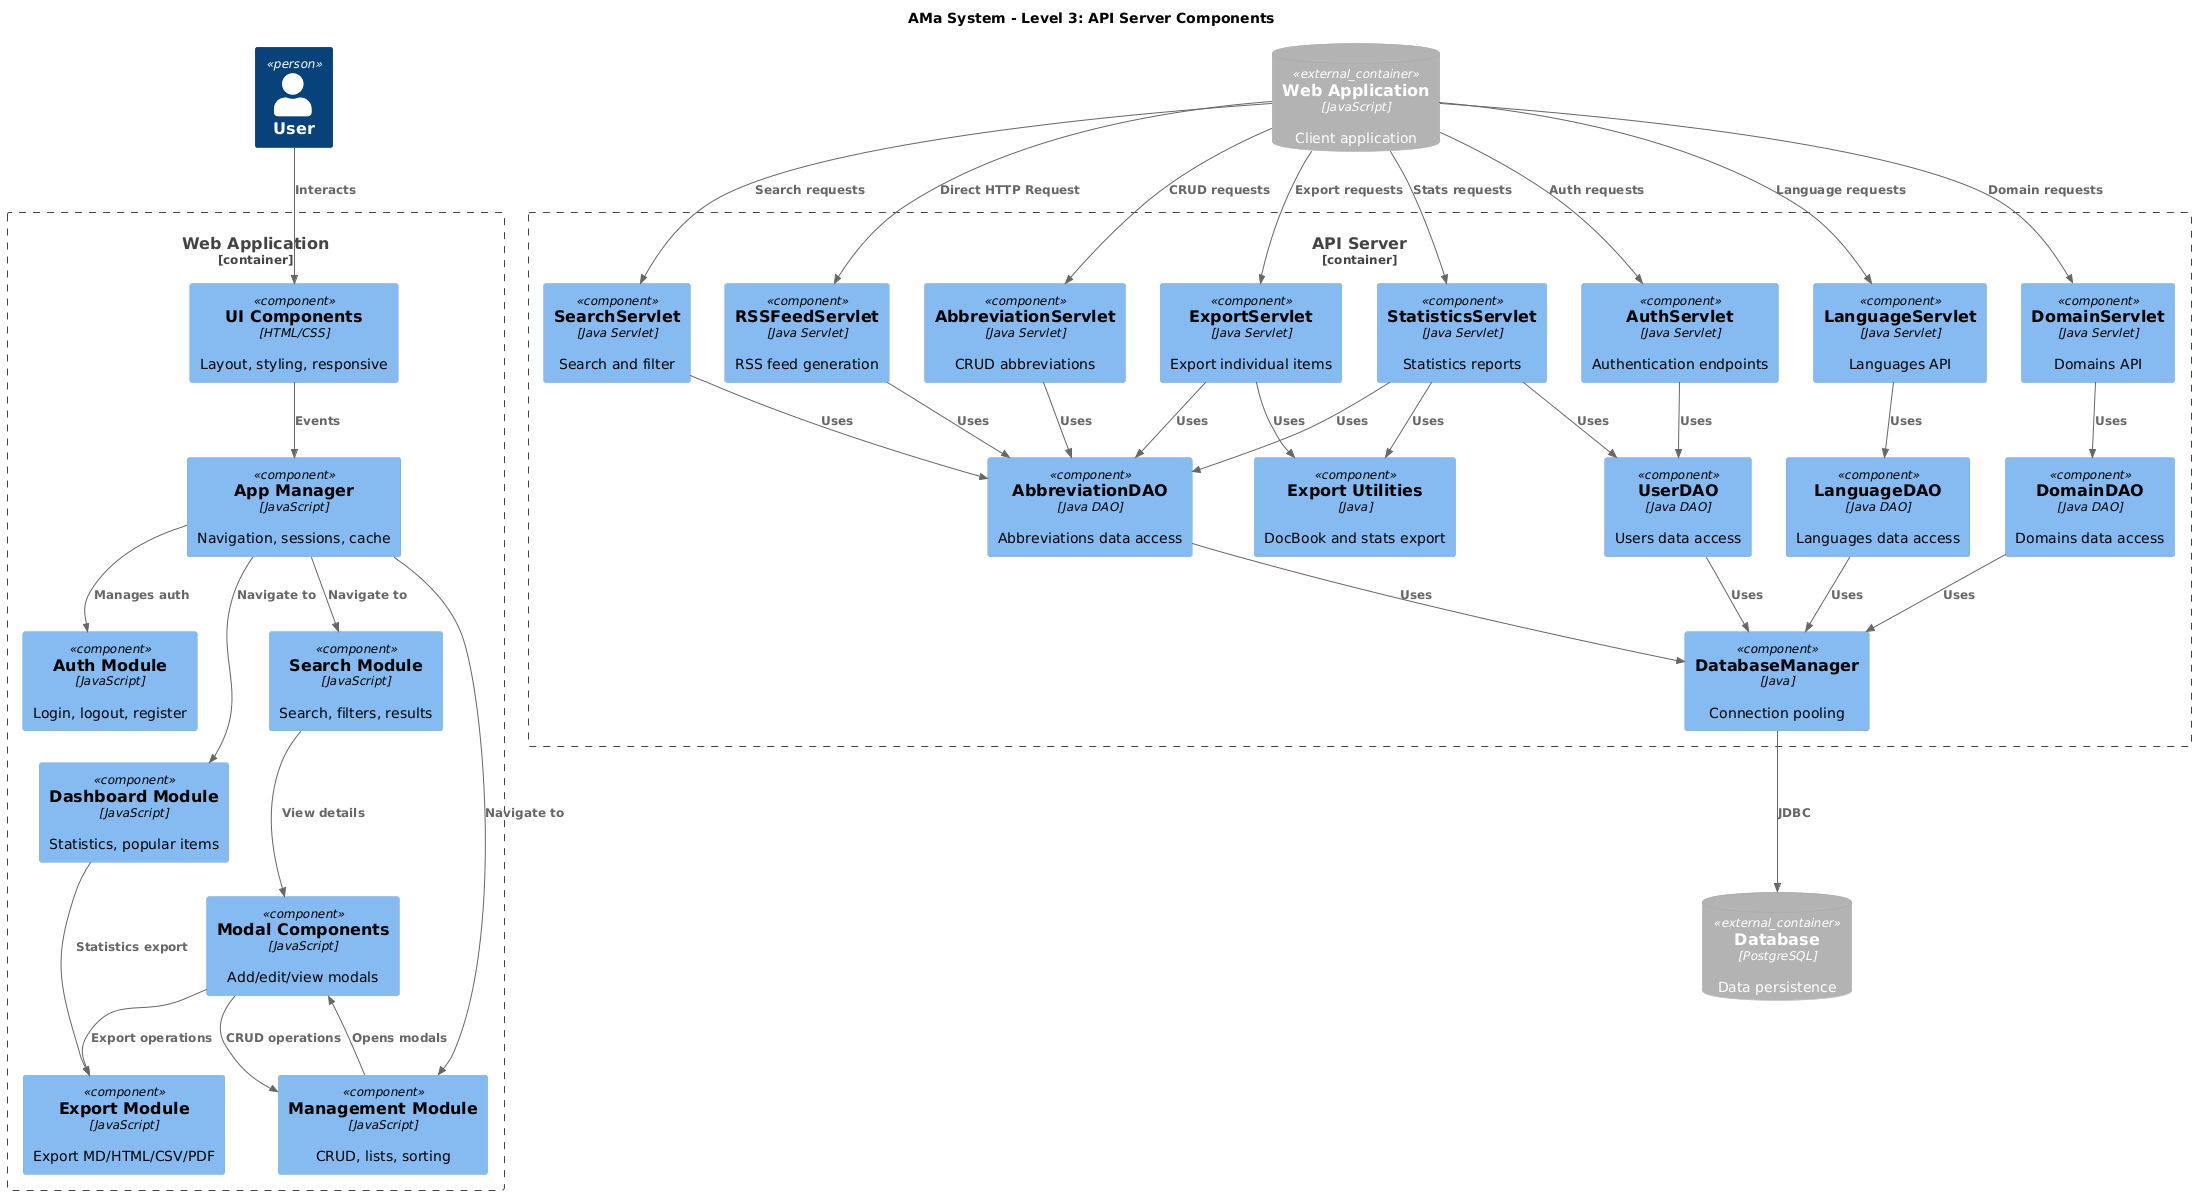 AMa System - Level 3: API Server Components
«person»
User
Interacts
Web Application
[container]
«component»
UI Components
[HTML/CSS]
Layout, styling, responsive
Events
«component»
App Manager
[JavaScript]
Navigation, sessions, cache
Manages auth
Navigate to
Navigate to
Navigate to
«component»
Auth Module
[JavaScript]
Login, logout, register
«component»
Search Module
[JavaScript]
Search, filters, results
«component»
Dashboard Module
[JavaScript]
Statistics, popular items
View details
Statistics export
«component»
Modal Components
[JavaScript]
Add/edit/view modals
Export operations
CRUD operations
Opens modals
«component»
Export Module
[JavaScript]
Export MD/HTML/CSV/PDF
«component»
Management Module
[JavaScript]
CRUD, lists, sorting
«external_container»
Web Application
[JavaScript]
Client application
Search requests
Direct HTTP Request
CRUD requests
Export requests
Stats requests
Auth requests
Language requests
Domain requests
API Server
[container]
«component»
SearchServlet
[Java Servlet]
Search and filter
«component»
RSSFeedServlet
[Java Servlet]
RSS feed generation
«component»
AbbreviationServlet
[Java Servlet]
CRUD abbreviations
«component»
ExportServlet
[Java Servlet]
Export individual items
«component»
StatisticsServlet
[Java Servlet]
Statistics reports
«component»
AuthServlet
[Java Servlet]
Authentication endpoints
«component»
LanguageServlet
[Java Servlet]
Languages API
«component»
DomainServlet
[Java Servlet]
Domains API
Uses
Uses
Uses
Uses
Uses
Uses
Uses
Uses
Uses
Uses
Uses
«component»
AbbreviationDAO
[Java DAO]
Abbreviations data access
«component»
Export Utilities
[Java]
DocBook and stats export
«component»
UserDAO
[Java DAO]
Users data access
«component»
LanguageDAO
[Java DAO]
Languages data access
«component»
DomainDAO
[Java DAO]
Domains data access
Uses
Uses
Uses
Uses
«component»
DatabaseManager
[Java]
Connection pooling
JDBC
«external_container»
Database
[PostgreSQL]
Data persistence